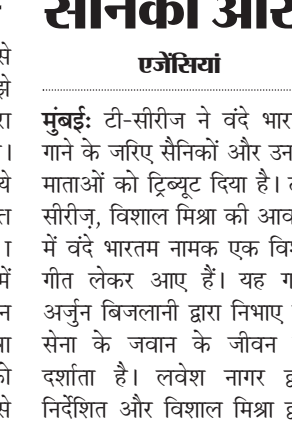 सैनिकों और
एजेंसियां
मुंबईः टी-सीरीज ने वंदे भार
गाने के जरिए सैनिकों और उन
माताओं को ट्रिब्यूट दिया है।
सीरीज़, विशाल मिश्रा की आव
में वंदे भारतम नामक एक वि
गीत लेकर आए हैं। यह ग
अर्जुन बिजलानी द्वारा निभाए
सेना के जवान के जीवन
दर्शाता है। लवेश नागर द्व
निर्देशित और विशाल मिश्रा द्व